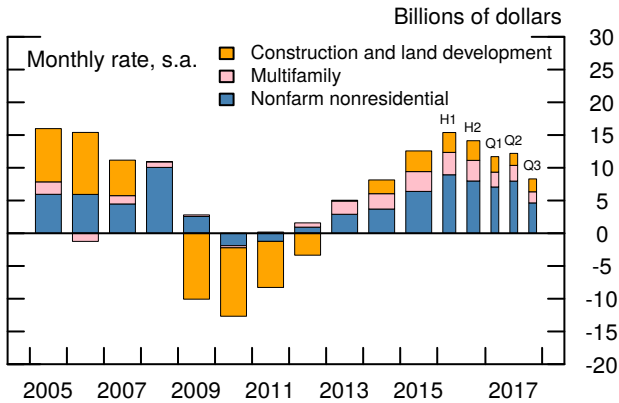 Billions of dollars
Monthly rate, s.a.
Construction and land development
Multifamily
Nonfarm nonresidential
H1
H2
Q1
Q2
Q3
30
25
20
15
10
5
0
-5
-10
-15
-20
2005 2007 2009 2011 2013 2015 2017